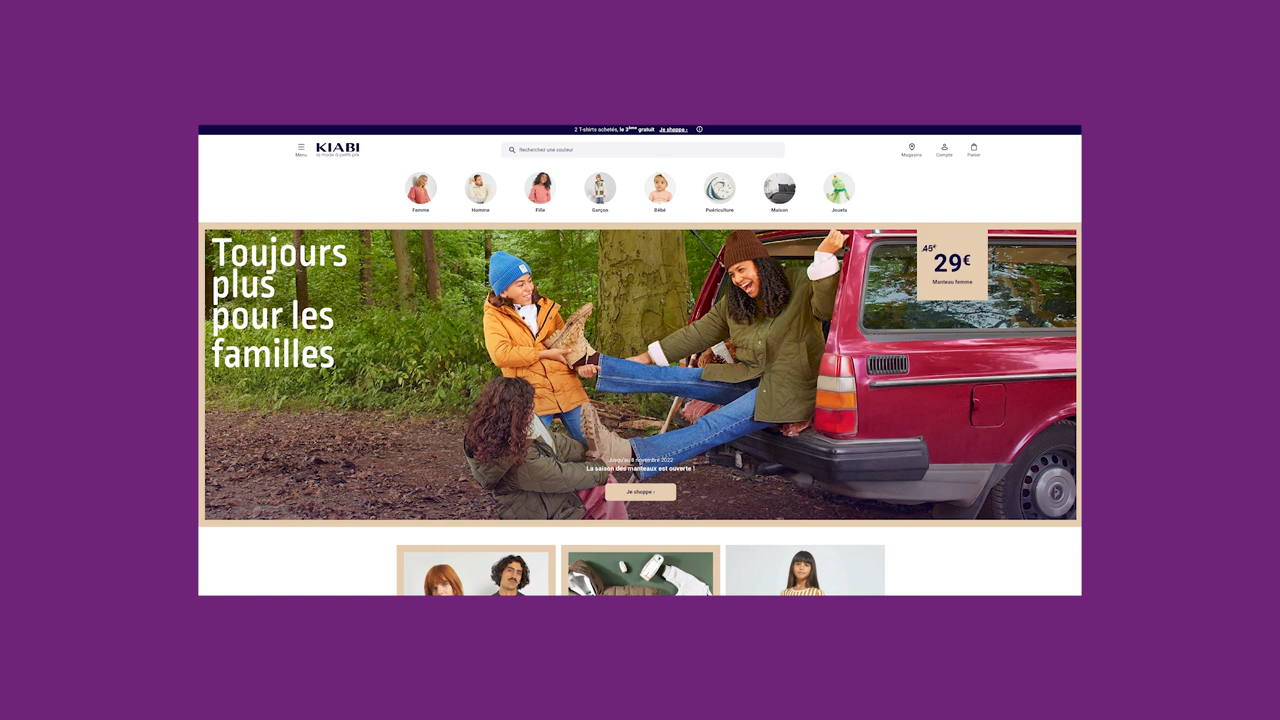 2 T-shirts achetés, le 3ème gratuit Je shoppe ›
Menu
KIABI
la mode à petits prix
Recherchez une couleur
Magasins
Compte
Panier
Femme
Homme
Fille
Garçon
Bébé
Puériculture
Maison
Jouets
Toujours
plus
pour les
familles
45€
29€
Manteau femme
Jusqu'au 8 novembre 2022
La saison des manteaux est ouverte !
Je shoppe ›